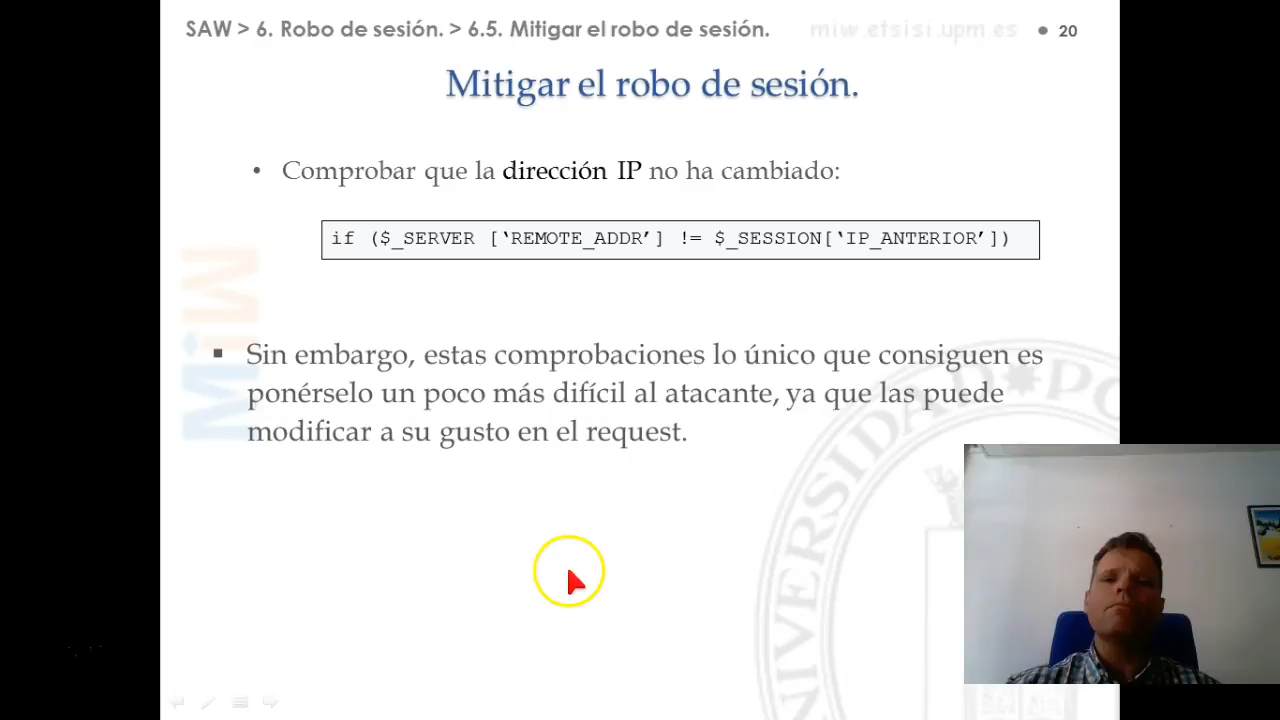 SAW > 6. Robo de sesión. > 6.5. Mitigar el robo de sesión.
miw.etsisi.upm.es
20
Mitigar el robo de sesión.
• Comprobar que la dirección IP no ha cambiado:
if ($_SERVER [‘REMOTE_ADDR’] != $_SESSION[‘IP_ANTERIOR’])
▪ Sin embargo, estas comprobaciones lo único que consiguen es
ponérselo un poco más difícil al atacante, ya que las puede
modificar a su gusto en el request.
MiW
UNIVERSIDAD PO